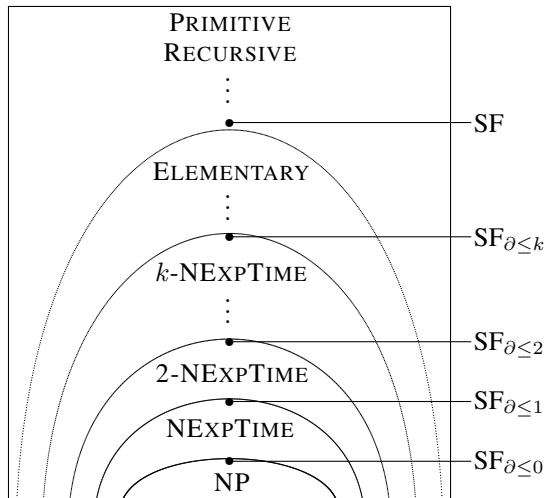 PRIMITIVE
RECURSIVE
SF
ELEMENTARY
SF∂≤k
k-NEXPTIME
SF∂≤2
2-NEXPTIME
SF∂≤1
NEXPTIME
SF∂≤0
NP